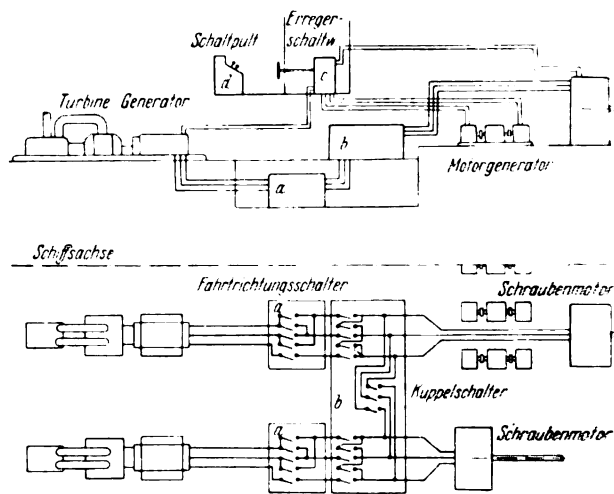 Erreger-
schaltw
Schaltpult
d
c
Turbine Generator
b
a
Motorgenerator
Schiffsachse
Fahrtrichtungsschalter
Schraubenmotor
a
b
Kuppelschalter
a
Schraubenmotor